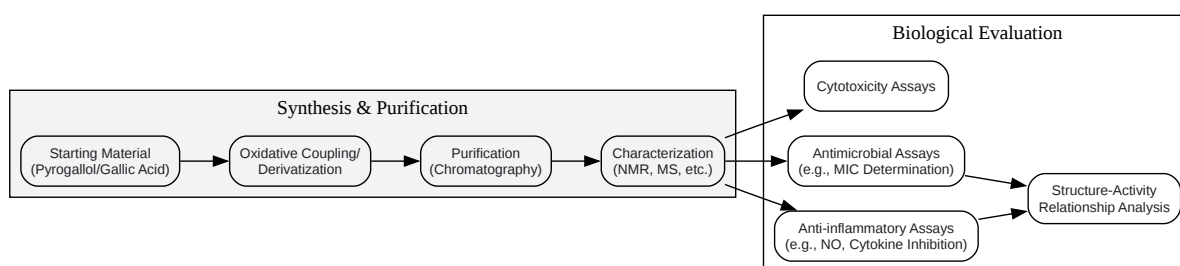 Biological Evaluation
Synthesis & Purification
Starting Material
(Pyrogallol/Gallic Acid)
Oxidative Coupling/
Derivatization
Purification
(Chromatography)
Characterization
(NMR, MS, etc.)
Cytotoxicity Assays
Antimicrobial Assays
(e.g., MIC Determination)
Anti-inflammatory Assays
(e.g., NO, Cytokine Inhibition)
Structure-Activity
Relationship Analysis